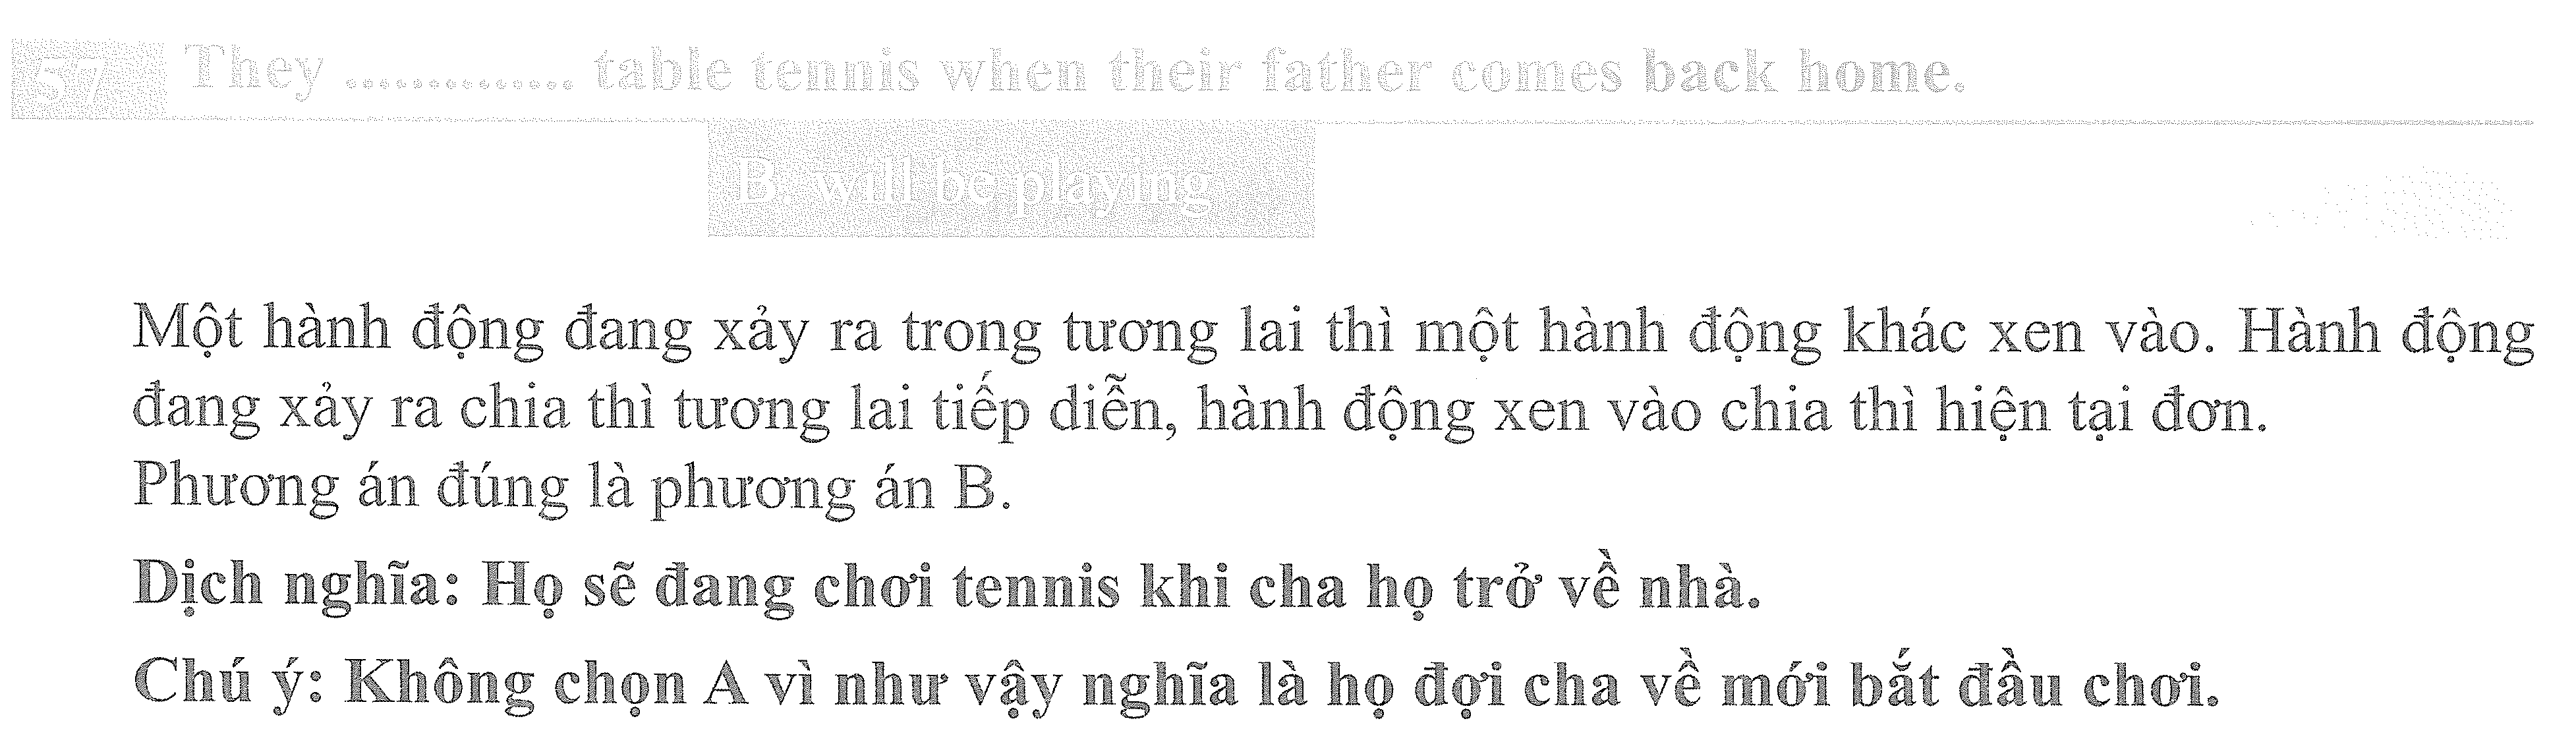 57 They .............. table tennis when their father comes back home.
B. will be playing
Một hành động đang xảy ra trong tương lai thì một hành động khác xen vào. Hành động
đang xảy ra chia thì tương lai tiếp diễn, hành động xen vào chia thì hiện tại đơn.
Phương án đúng là phương án B.
Dịch nghĩa: Họ sẽ đang chơi tennis khi cha họ trở về nhà.
Chú ý: Không chọn A vì như vậy nghĩa là họ đợi cha về mới bắt đầu chơi.